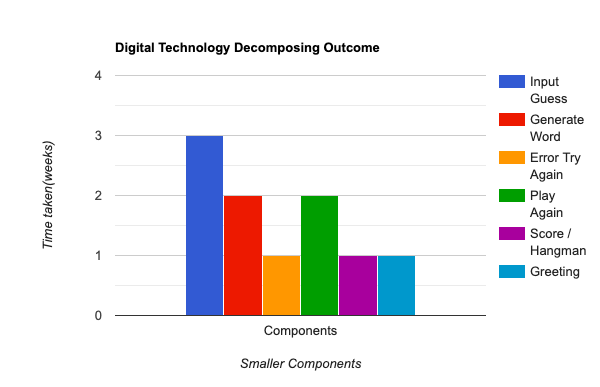 Digital Technology Decomposing Outcome
4
3
2
1
0
Time taken(weeks)
Components
Smaller Components
Input
Guess
Generate
Word
Error Try
Again
Play
Again
Score /
Hangman
Greeting